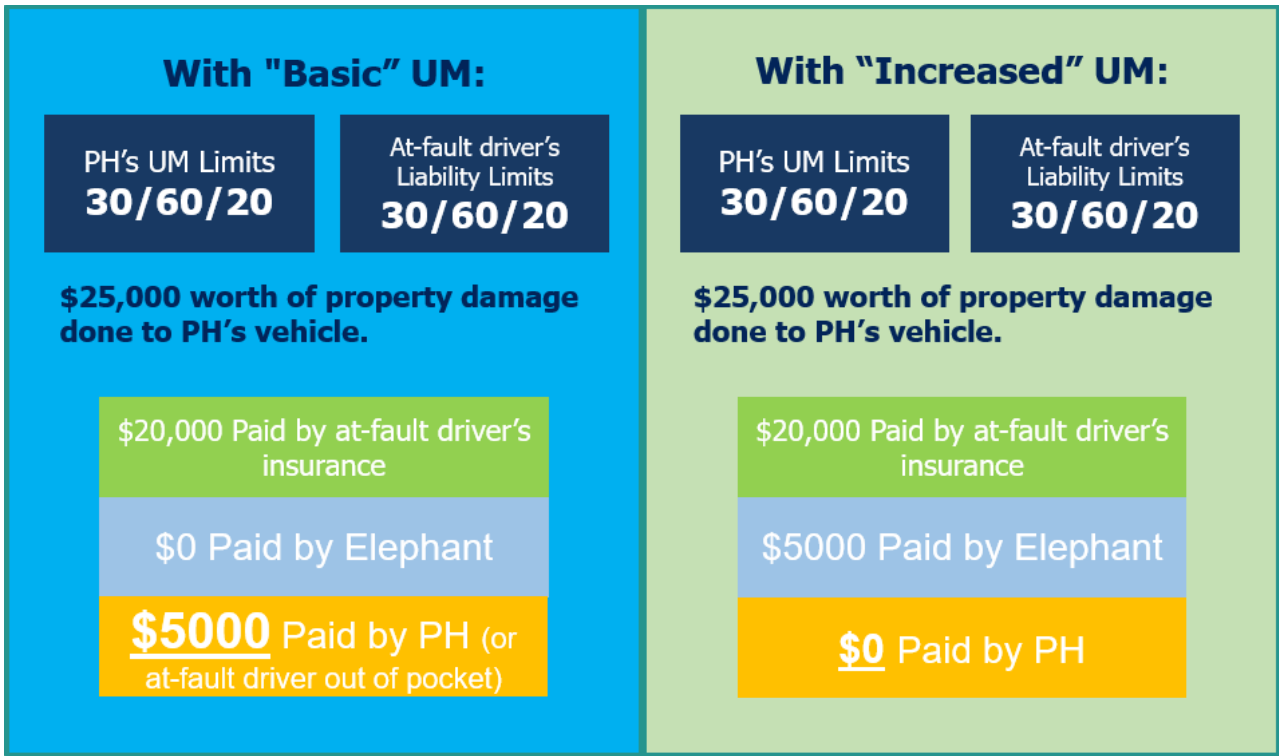 With "Basic” UM:
PH’s UM Limits
30/60/20
At-fault driver’s
Liability Limits
30/60/20
$25,000 worth of property damage
done to PH’s vehicle.
$20,000 Paid by at-fault driver’s
insurance
$0 Paid by Elephant
$5000 Paid by PH (or
at-fault driver out of pocket)
With “Increased” UM:
PH’s UM Limits
30/60/20
At-fault driver’s
Liability Limits
30/60/20
$25,000 worth of property damage
done to PH’s vehicle.
$20,000 Paid by at-fault driver’s
insurance
$5000 Paid by Elephant
$0 Paid by PH